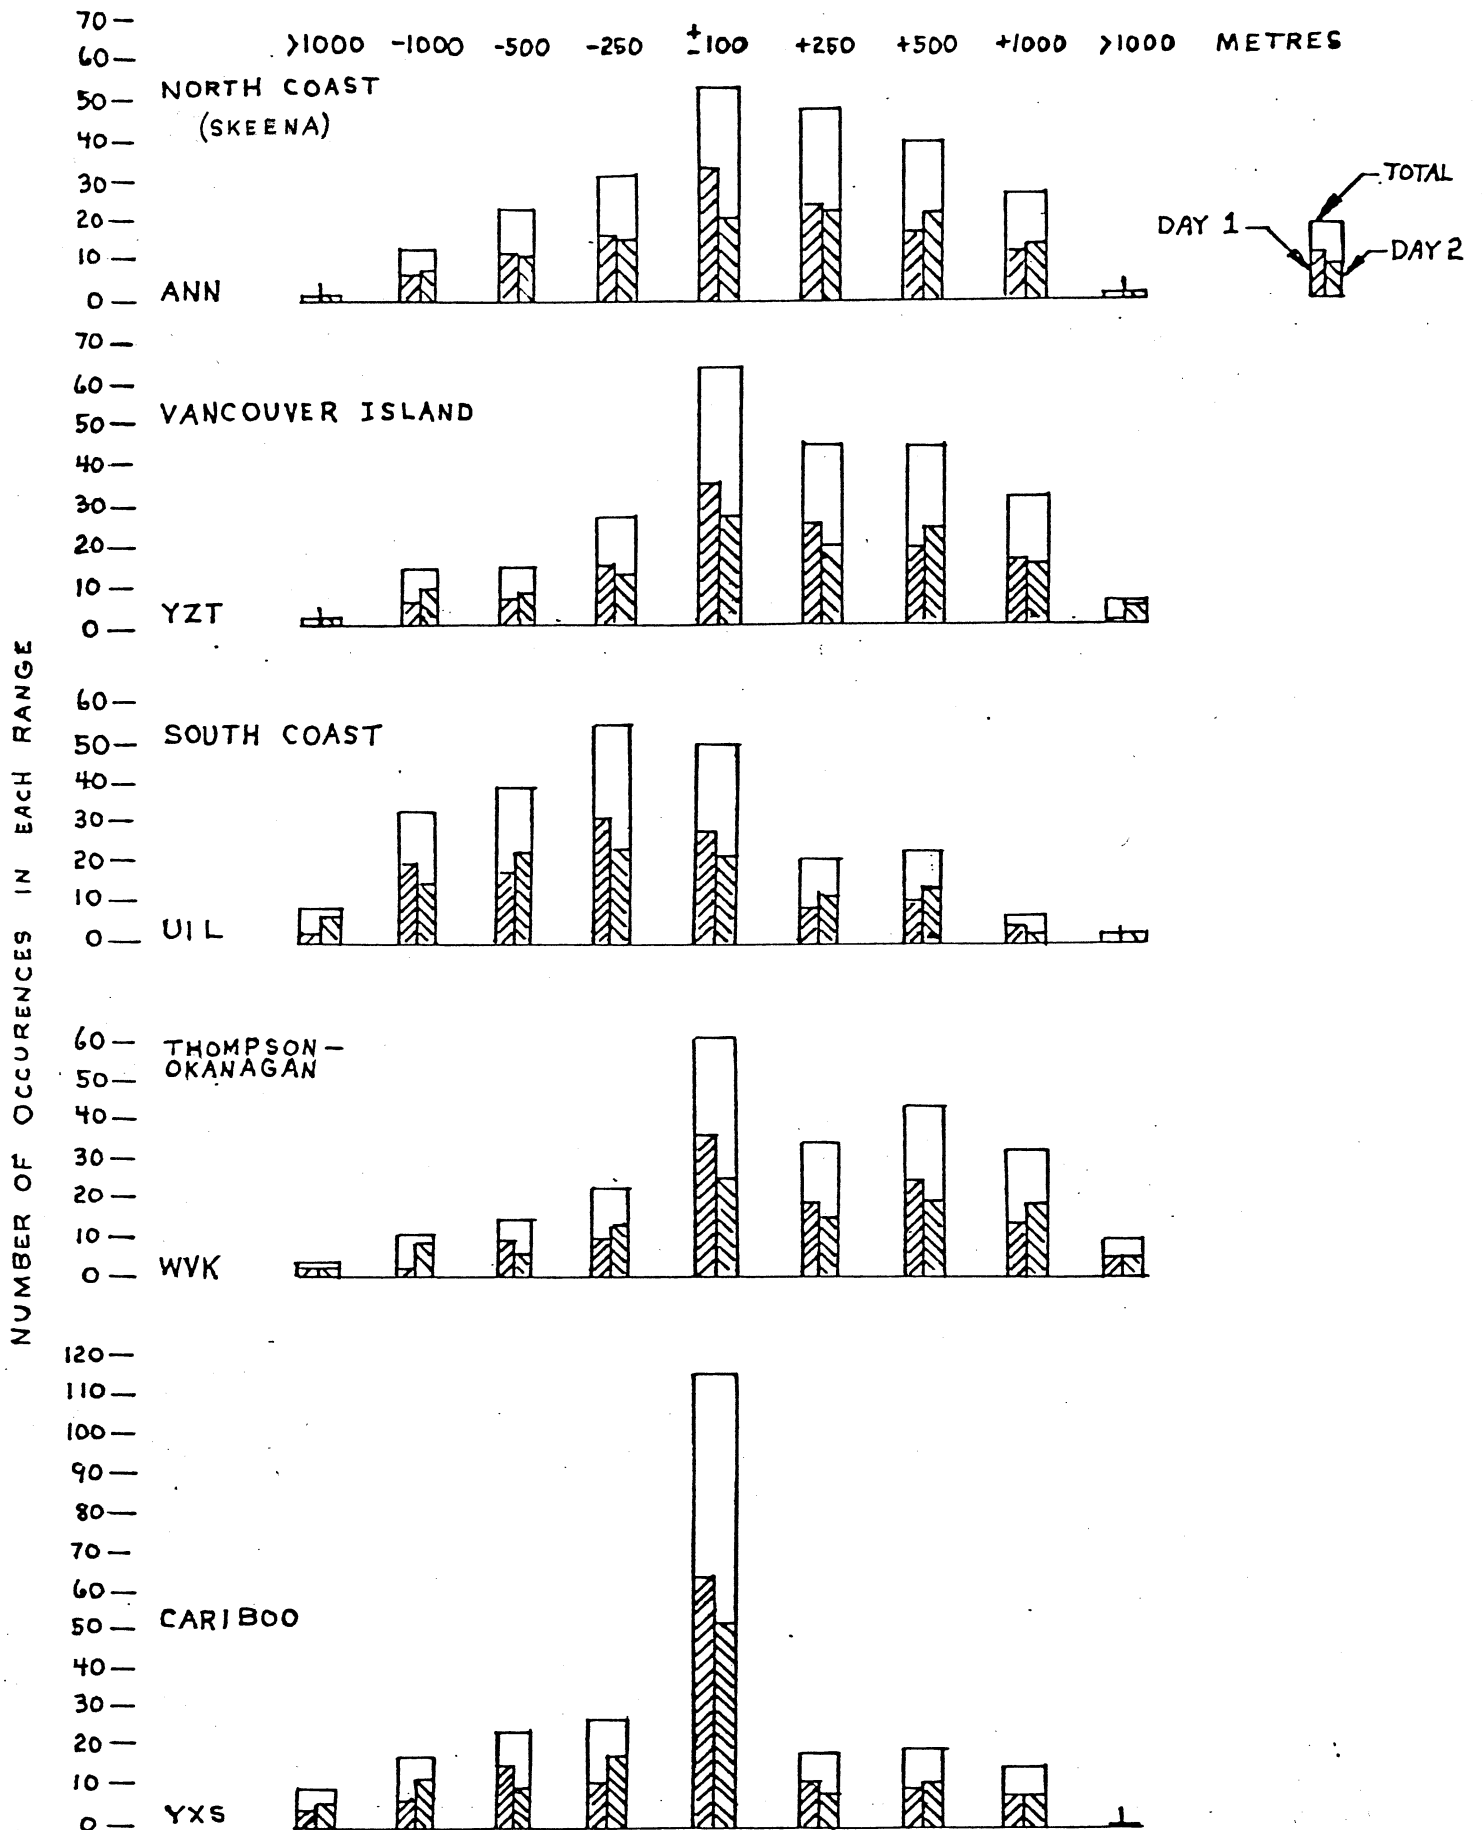 70—
>1000 -1000 -500 -250 ±100 +250 +500 +1000 >1000 METRES
60—
NORTH COAST
50—
(SKEENA)
40—
30—
TOTAL
20—
DAY 1
DAY 2
10—
ANN
0—
70—
60—
VANCOUVER ISLAND
50—
40—
30—
20—
10—
YZT
0—
NUMBER OF OCCURENCES IN EACH RANGE
60—
SOUTH COAST
50—
40—
30—
20—
10—
UIL
0—
60—
THOMPSON—
OKANAGAN
50—
40—
30—
20—
10—
WVK
0—
120—
110—
100—
90—
80—
70—
60—
CARIBOO
50—
40—
30—
20—
10—
YXS
0—